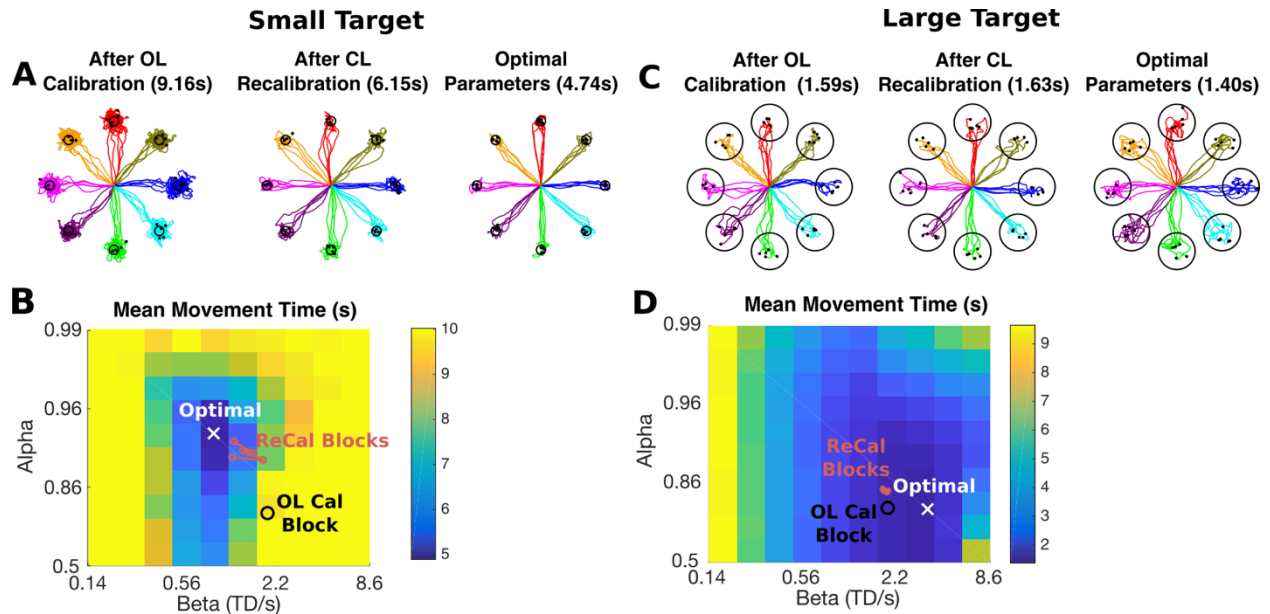 Small Target
Large Target
A
After OL
Calibration (9.16s)
After CL
Recalibration (6.15s)
Optimal
Parameters (4.74s)
C
After OL
Calibration (1.59s)
After CL
Recalibration (1.63s)
Optimal
Parameters (1.40s)
B
Mean Movement Time (s)
0.99
0.96
0.86
0.5
Alpha
Optimal
ReCal Blocks
OL Cal
Block
0.14
0.56
2.2
8.6
Beta (TD/s)
10
9
8
7
6
5
D
Mean Movement Time (s)
0.99
0.96
0.86
0.5
Alpha
ReCal
Blocks
Optimal
OL Cal
Block
0.14
0.56
2.2
8.6
Beta (TD/s)
9
8
7
6
5
4
3
2